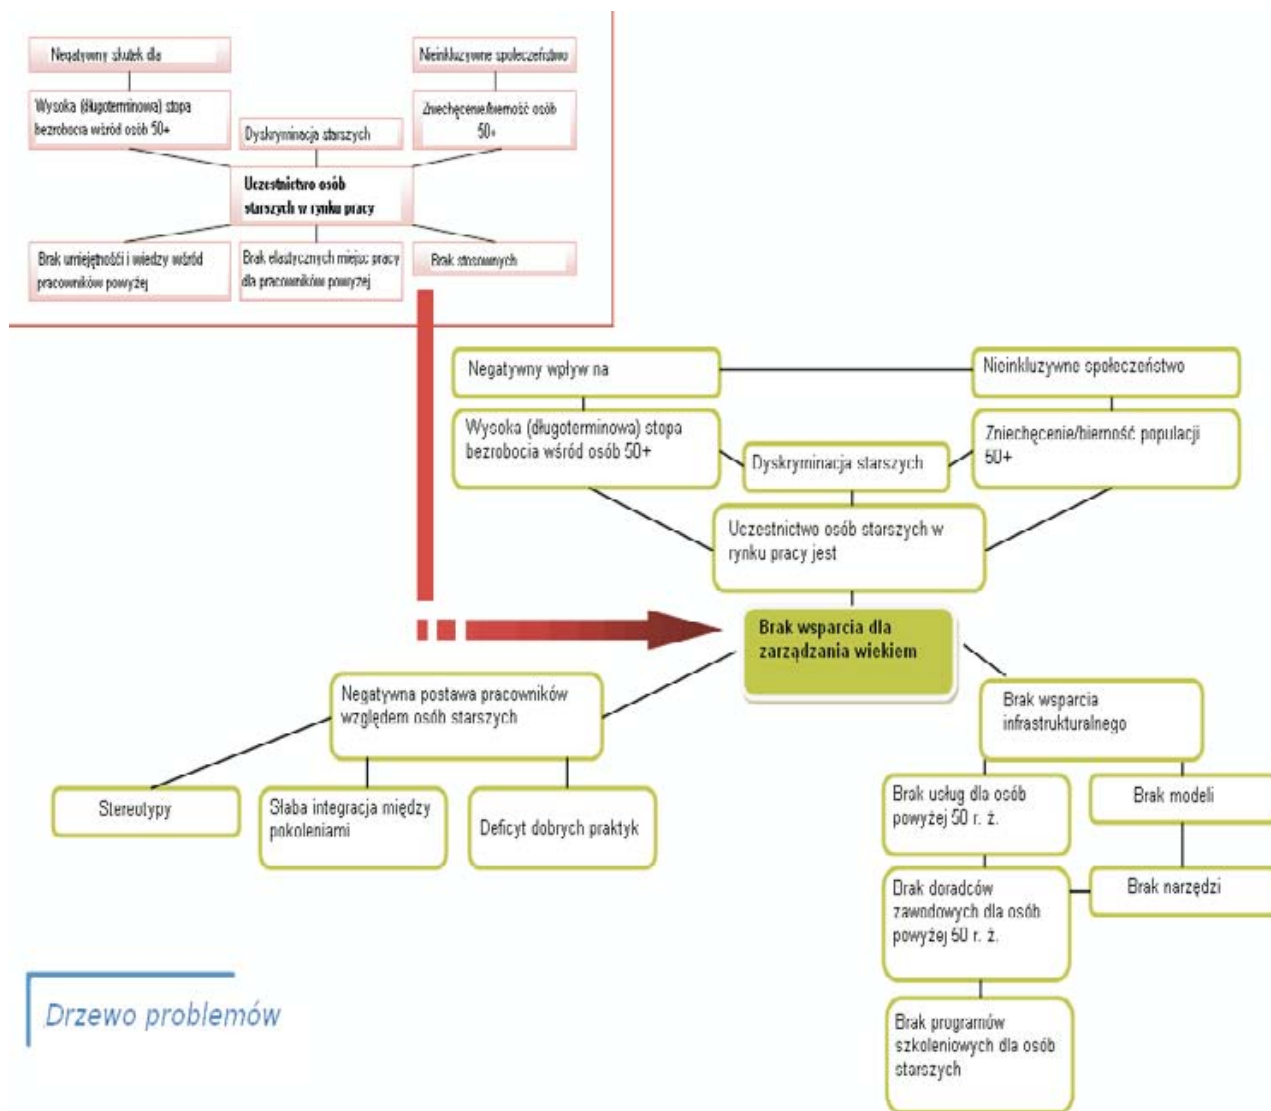 Negatywny skutek dla
Nieinkluzywne społeczeństwo
Wysoka (długoterminowa) stopa
bezrobocia wśród osób 50+
Dyskryminacja starszych
Zniechęcenie/bierność osób
50+
Uczestnictwo osób
starszych w rynku pracy
Brak umiejętnośći i wiedzy wśród
pracowników powyżej
Brak elastycznych miejsc pracy
dla pracowników powyżej
Brak stosownych
Negatywny wpływ na
Nieinkluzywne społeczeństwo
Wysoka (długoterminowa) stopa
bezrobocia wśród osób 50+
Dyskryminacja starszych
Zniechęcenie/bierność populacji
50+
Uczestnictwo osób starszych w
rynku pracy jest
Brak wsparcia dla
zarządzania wiekiem
Negatywna postawa pracowników
względem osób starszych
Brak wsparcia
infrastrukturalnego
Stereotypy
Słaba integracja między
pokoleniami
Deficyt dobrych praktyk
Brak usług dla osób
powyżej 50 r. ż.
Brak modeli
Brak doradców
zawodowych dla osób
powyżej 50 r. ż.
Brak narzędzi
Brak programów
szkoleniowych dla osób
starszych
Drzewo problemów